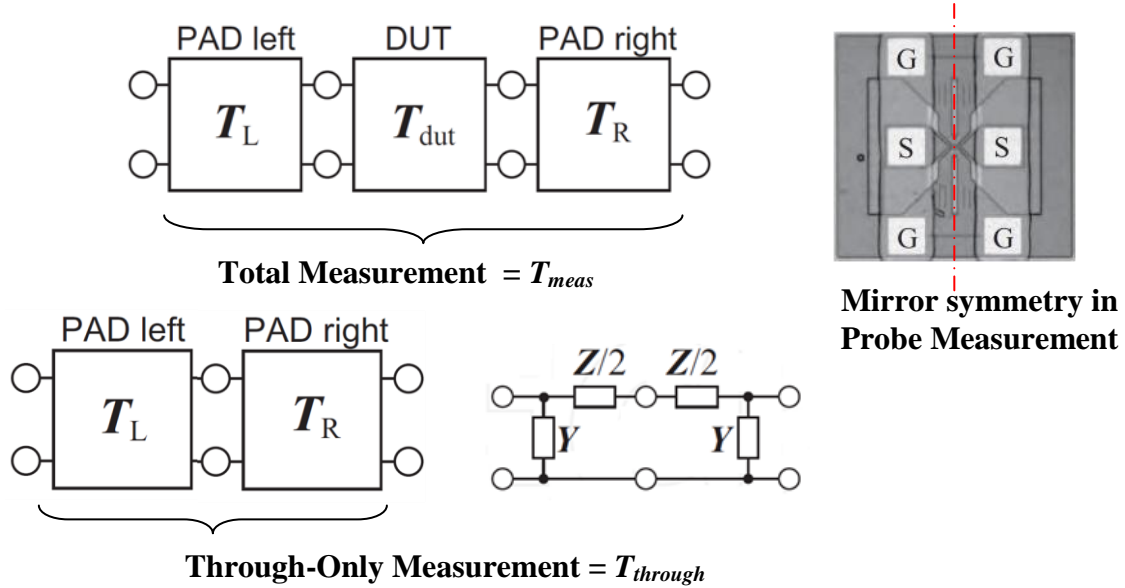 PAD left DUT PAD right
T_L T_dut T_R
Total Measurement = T_meas
G G
S S
G G
Mirror symmetry in
Probe Measurement
PAD left PAD right
T_L T_R
Z/2 Z/2
Y Y
Through-Only Measurement = T_through